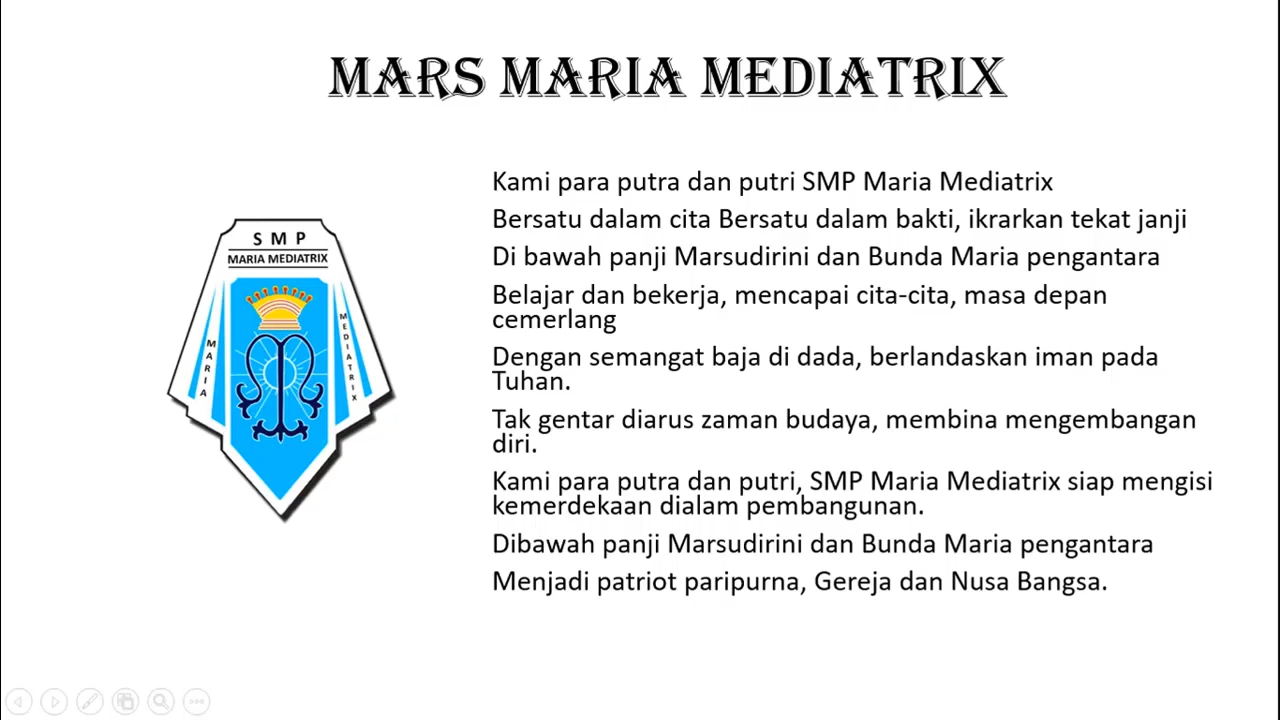 MARS MARIA MEDIATRIX
SMP
MARIA MEDIATRIX
MARIA
MEDIATRIX
Kami para putra dan putri SMP Maria Mediatrix
Bersatu dalam cita Bersatu dalam bakti, ikrarkan tekat janji
Di bawah panji Marsudirini dan Bunda Maria pengantara
Belajar dan bekerja, mencapai cita-cita, masa depan
cemerlang
Dengan semangat baja di dada, berlandaskan iman pada
Tuhan.
Tak gentar diarus zaman budaya, membina mengembangan
diri.
Kami para putra dan putri, SMP Maria Mediatrix siap mengisi
kemerdekaan dialam pembangunan.
Dibawah panji Marsudirini dan Bunda Maria pengantara
Menjadi patriot paripurna, Gereja dan Nusa Bangsa.